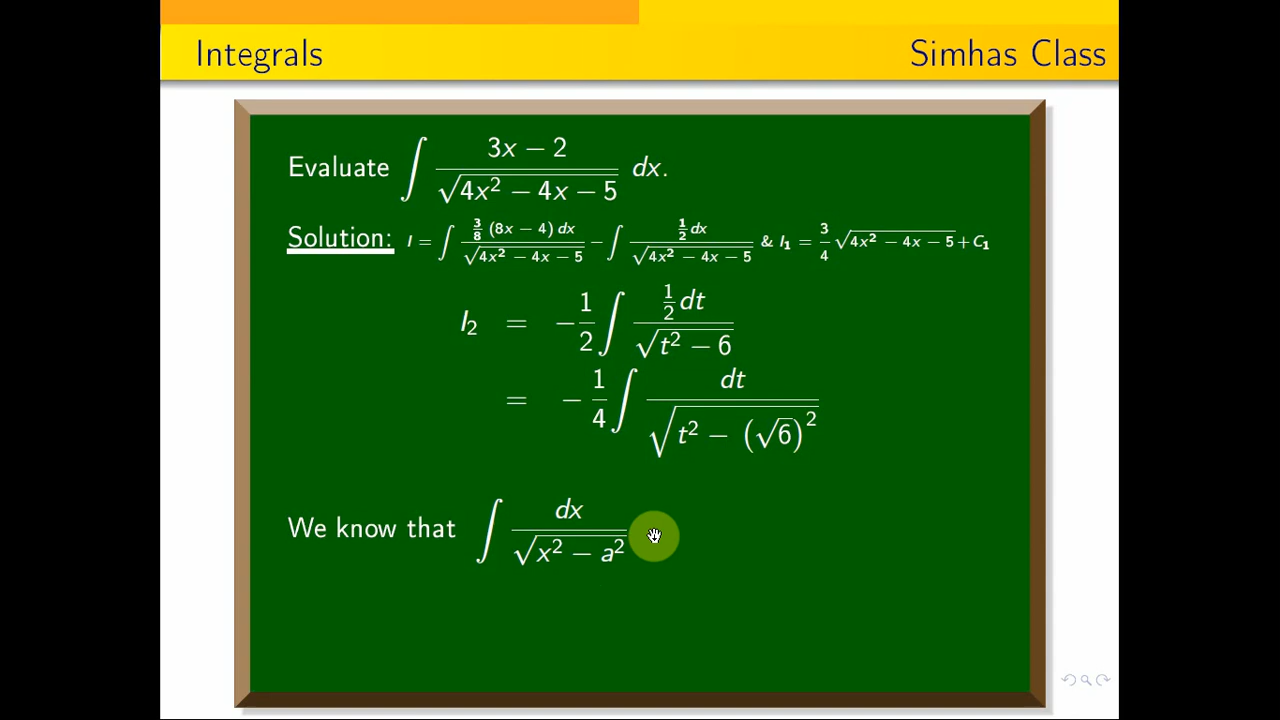 Integrals
Simhas Class
Evaluate ∫ (3x − 2)/√(4x² − 4x − 5) dx.
Solution: I = ∫ (3/8 (8x − 4) dx)/√(4x² − 4x − 5) − ∫ (1/2 dx)/√(4x² − 4x − 5) & I₁ = 3/4 √(4x² − 4x − 5) + C₁
I₂ = −1/2 ∫ (1/2 dt)/√(t² − 6)
= −1/4 ∫ dt/√(t² − (√6)²)
We know that ∫ dx/√(x² − a²)